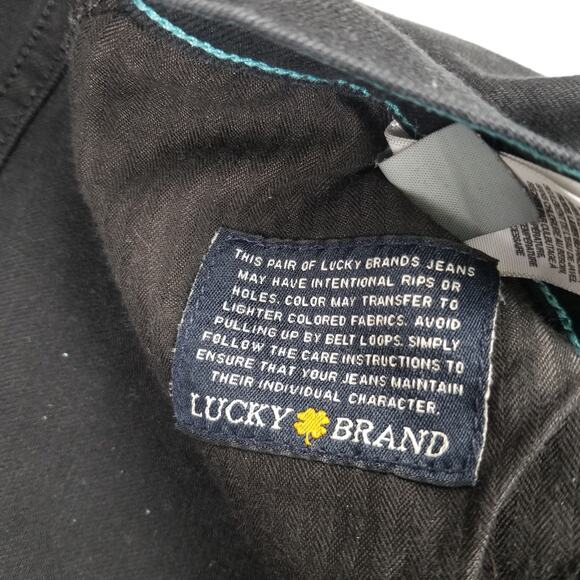 THIS PAIR OF LUCKY BRANDS JEANS
MAY HAVE INTENTIONAL RIPS OR
HOLES. COLOR MAY TRANSFER TO
LIGHTER COLORED FABRICS. AVOID
PULLING UP BY BELT LOOPS. SIMPLY
FOLLOW THE CARE INSTRUCTIONS TO
ENSURE THAT YOUR JEANS MAINTAIN
THEIR INDIVIDUAL CHARACTER.
LUCKY BRAND